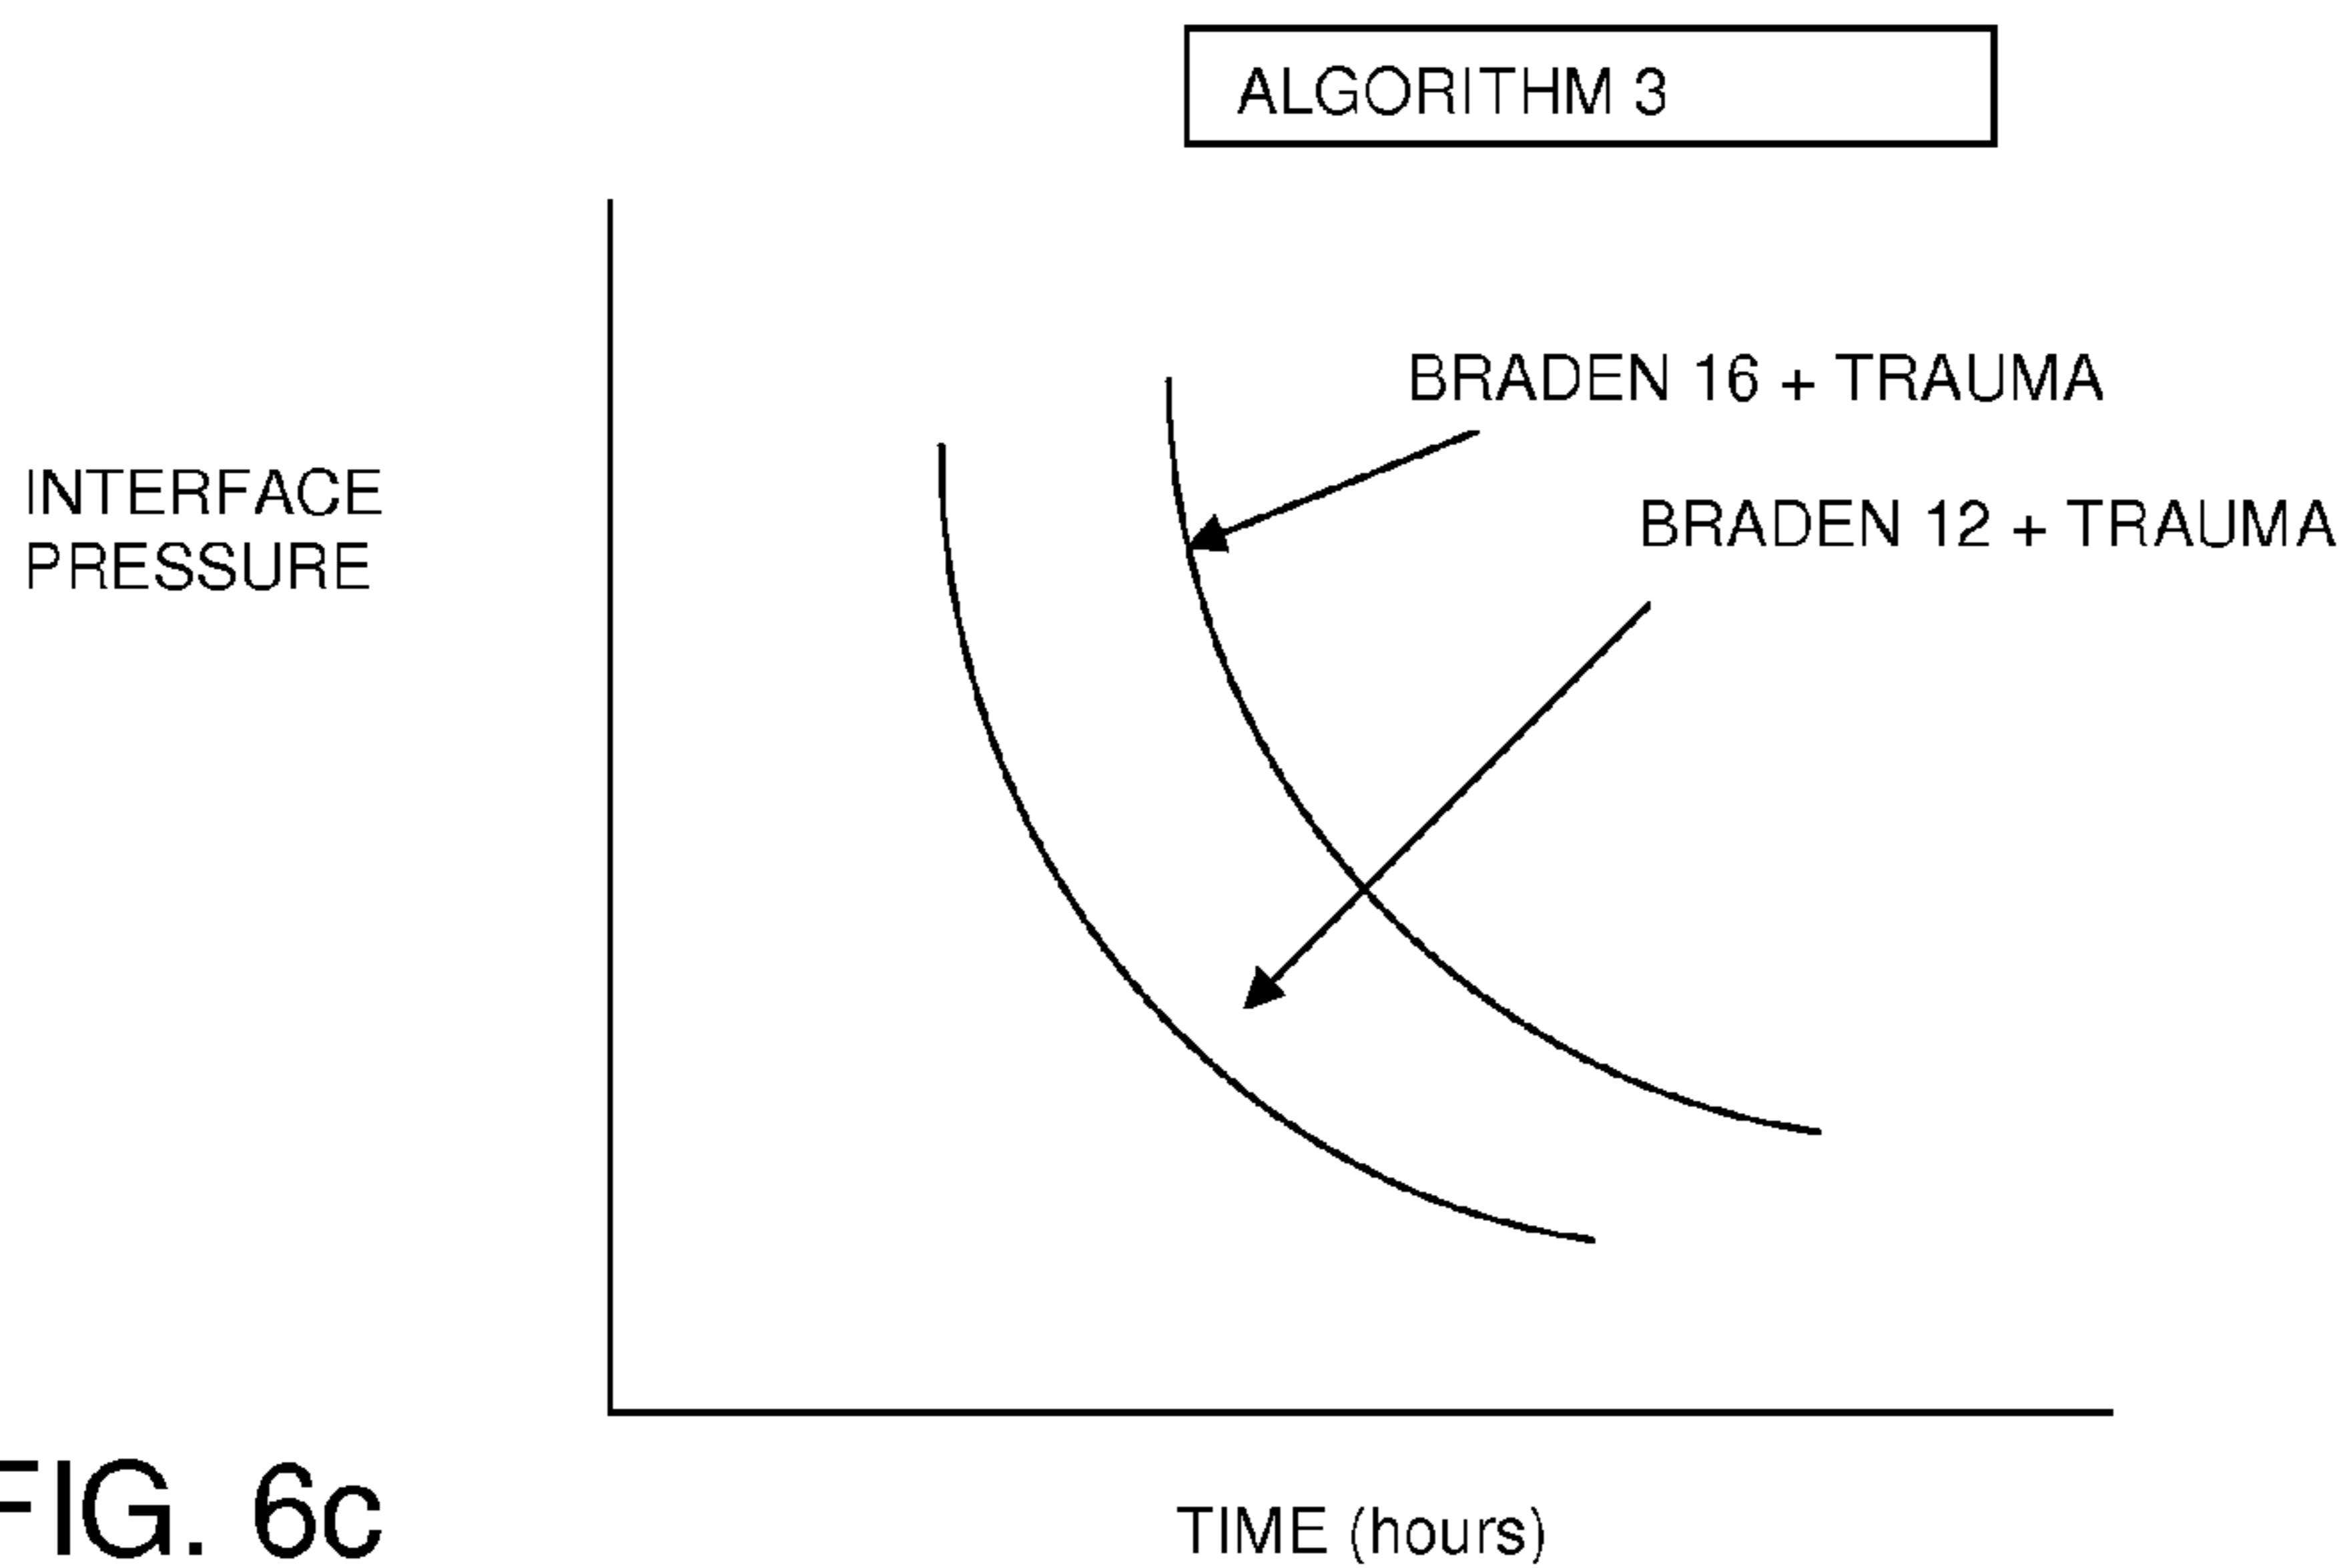 ALGORITHM 3
BRADEN 16 + TRAUMA
INTERFACE
PRESSURE
BRADEN 12 + TRAUMA
FIG. 6c
TIME (hours)